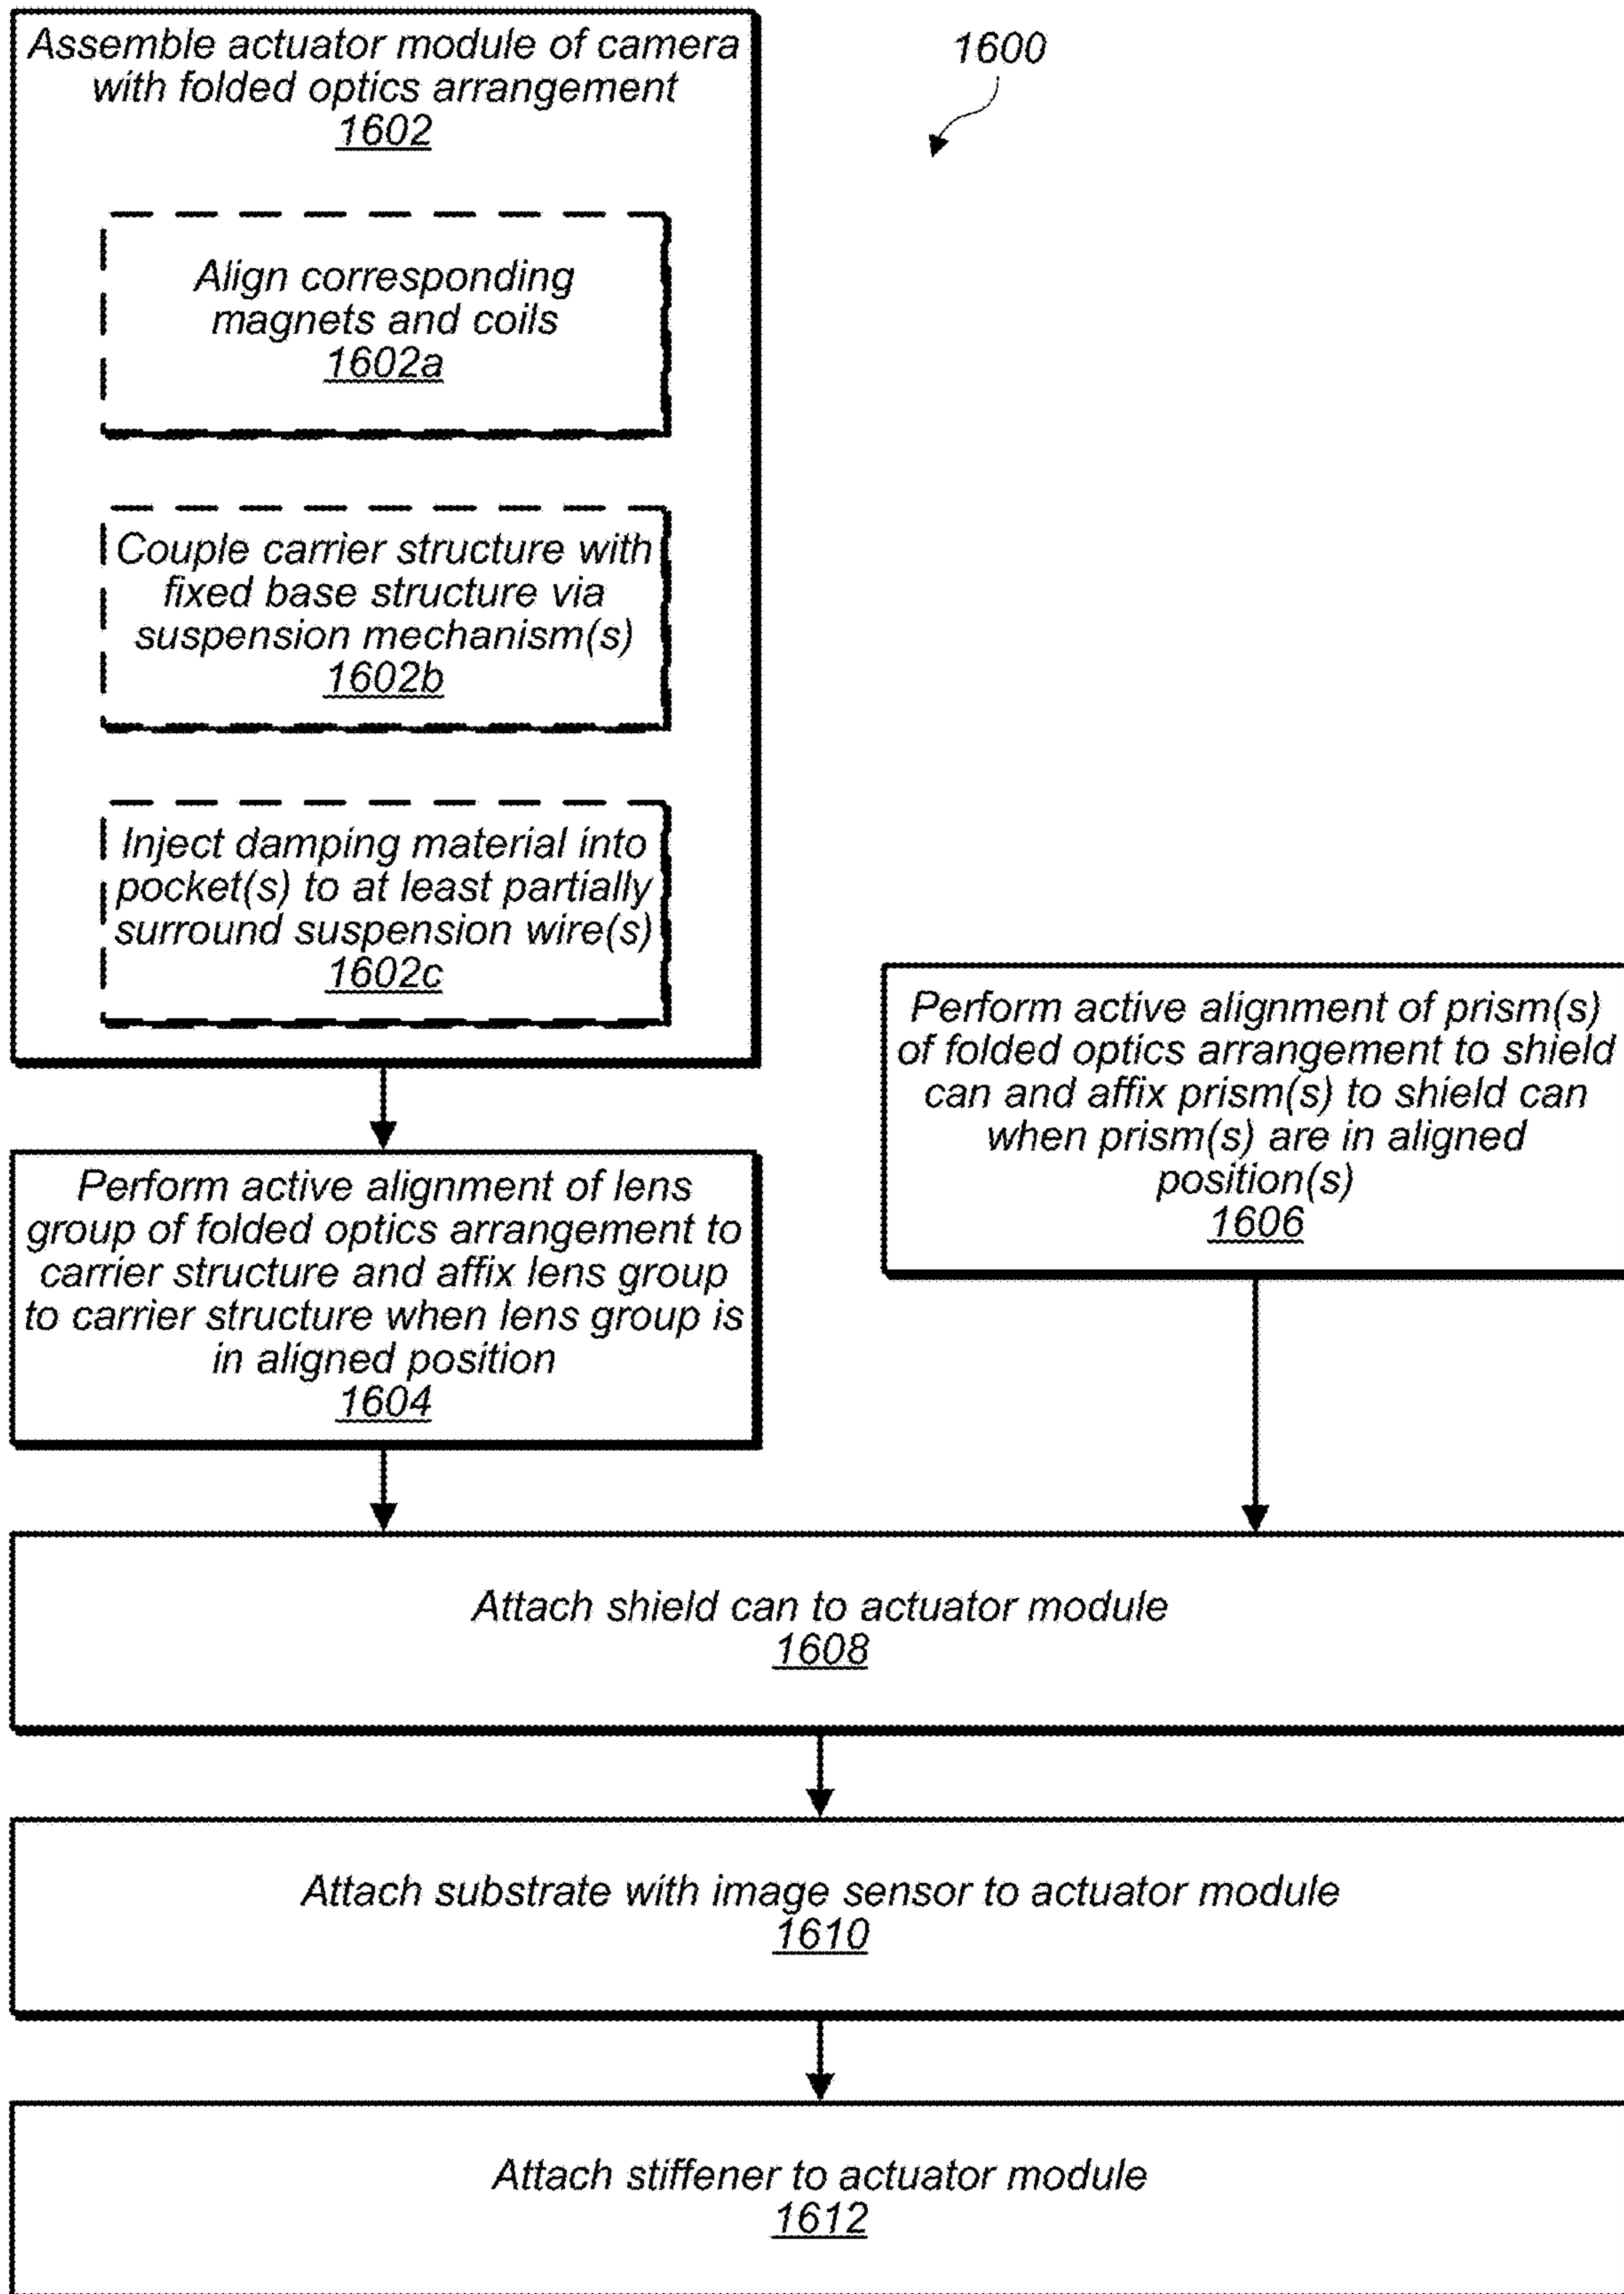 Assemble actuator module of camera
with folded optics arrangement
1602
1600
Align corresponding
magnets and coils
1602a
Couple carrier structure with
fixed base structure via
suspension mechanism(s)
1602b
Inject damping material into
pocket(s) to at least partially
surround suspension wire(s)
1602c
Perform active alignment of lens
group of folded optics arrangement to
carrier structure and affix lens group
to carrier structure when lens group is
in aligned position
1604
Perform active alignment of prism(s)
of folded optics arrangement to shield
can and affix prism(s) to shield can
when prism(s) are in aligned
position(s)
1606
Attach shield can to actuator module
1608
Attach substrate with image sensor to actuator module
1610
Attach stiffener to actuator module
1612